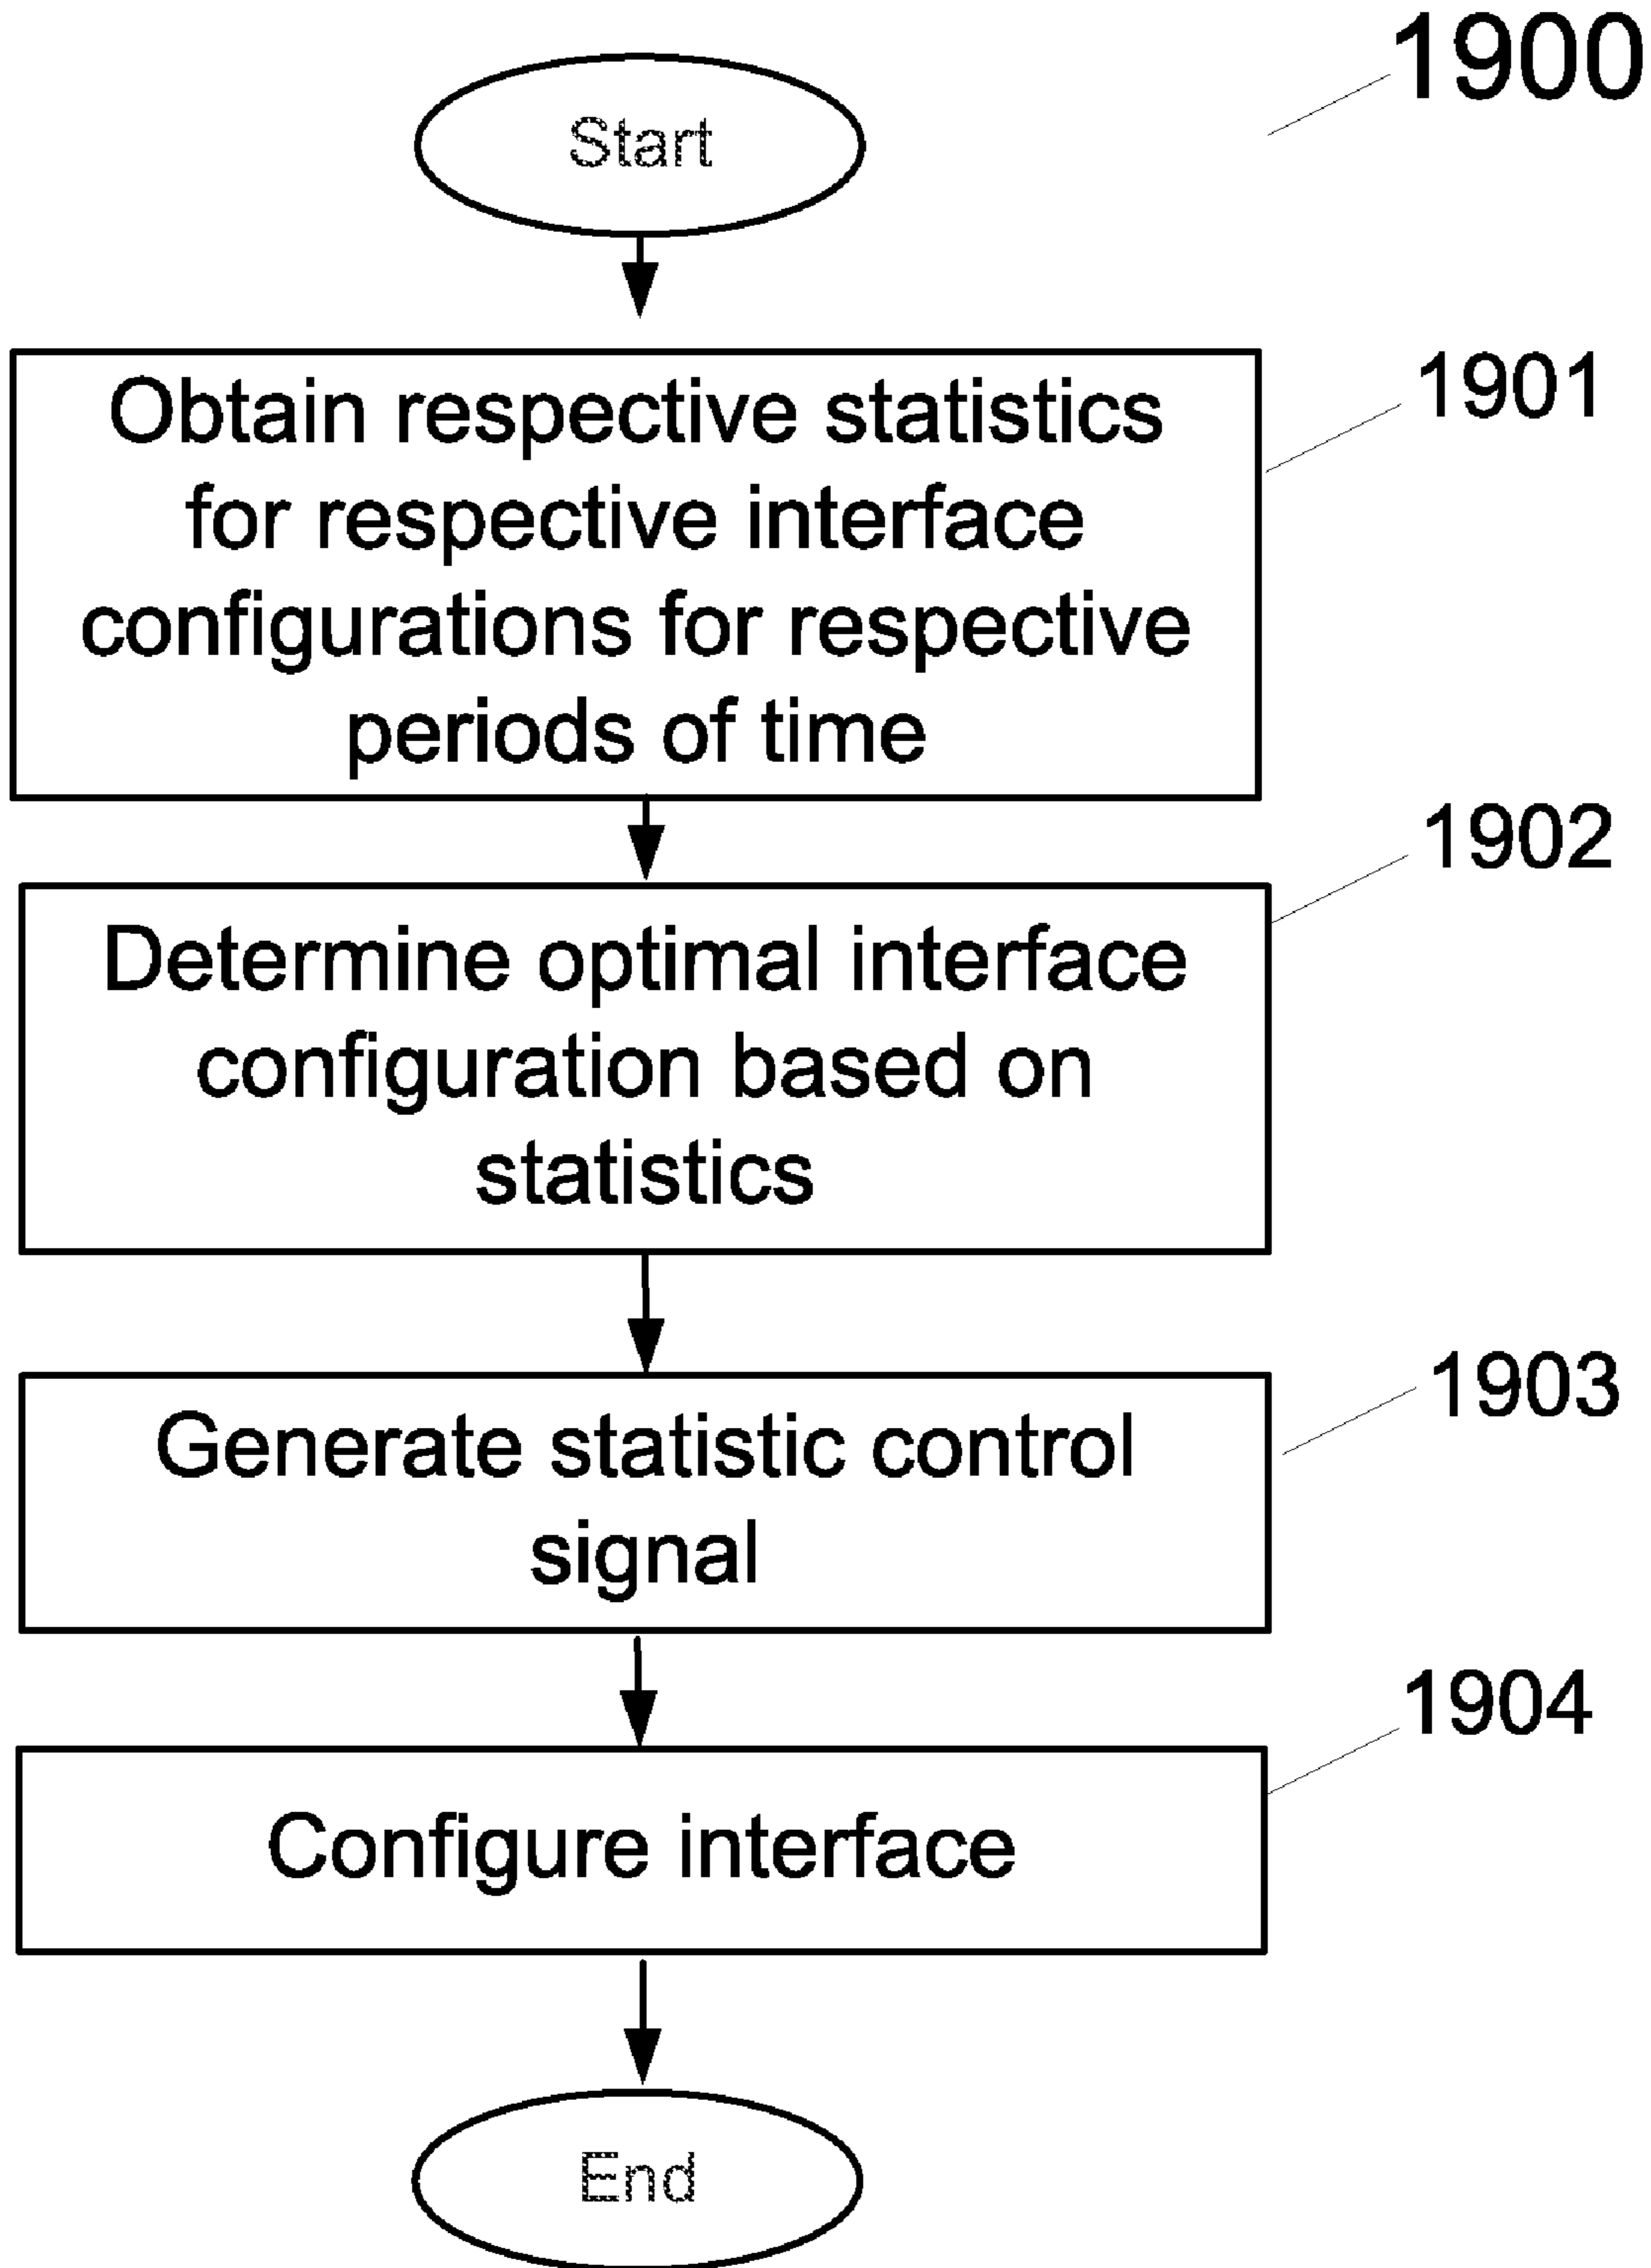 1900
Start
Obtain respective statistics
for respective interface
configurations for respective
periods of time
1901
Determine optimal interface
configuration based on
statistics
1902
Generate statistic control
signal
1903
Configure interface
1904
End